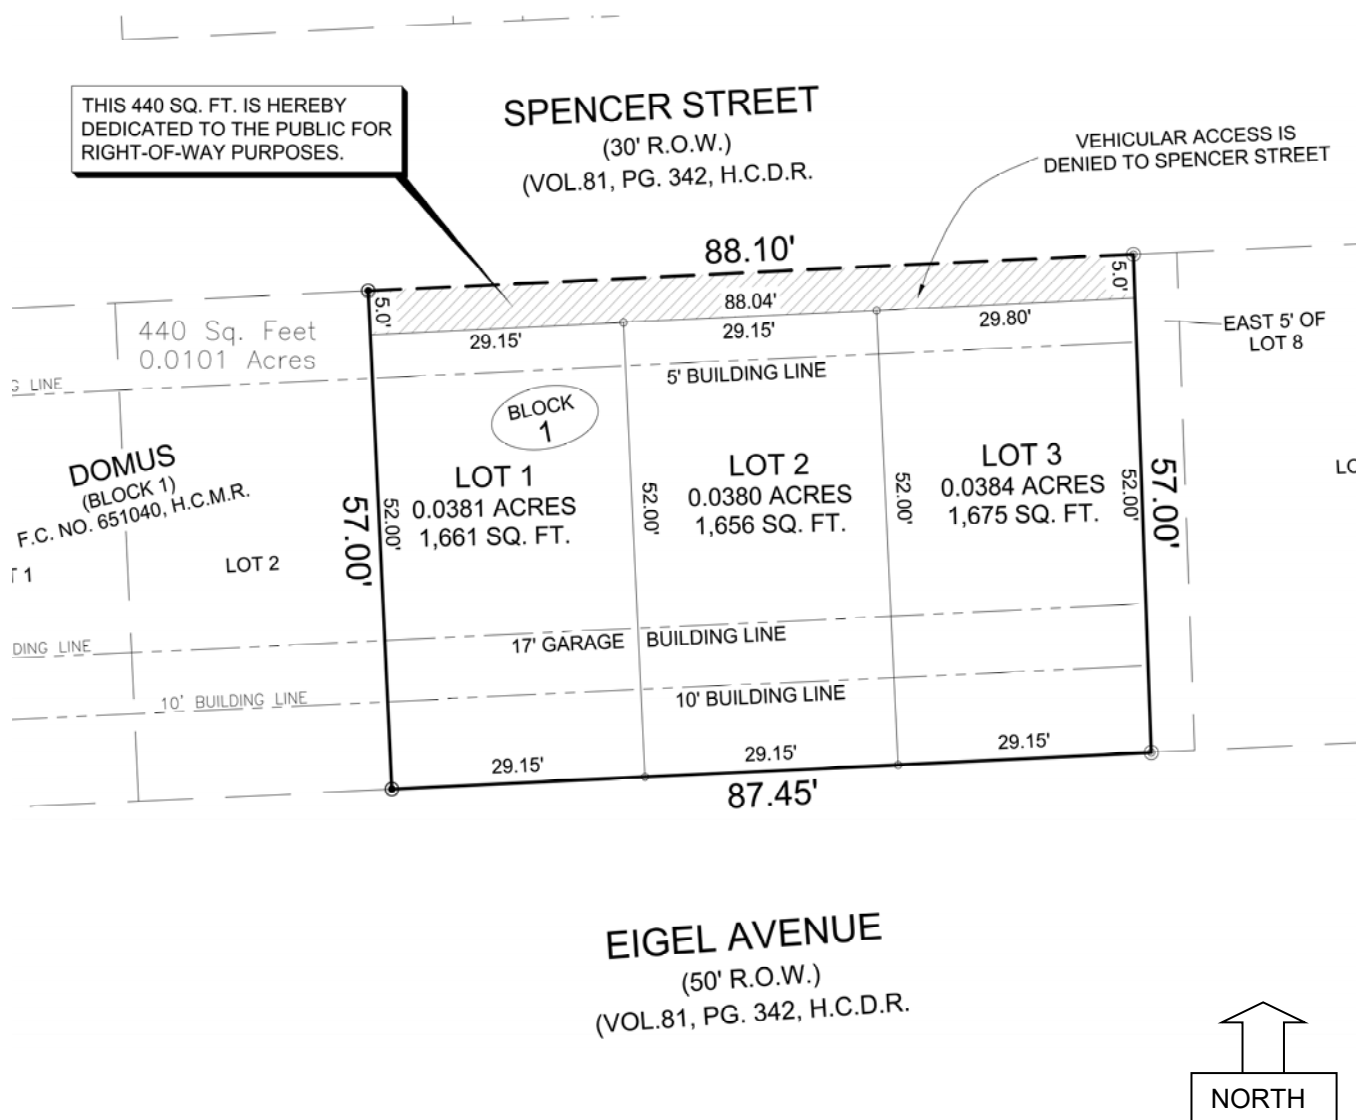 THIS 440 SQ. FT. IS HEREBY
DEDICATED TO THE PUBLIC FOR
RIGHT-OF-WAY PURPOSES.
SPENCER STREET
(30' R.O.W.)
(VOL.81, PG. 342, H.C.D.R.
VEHICULAR ACCESS IS
DENIED TO SPENCER STREET
88.10'
5.0'
88.04'
5.0'
29.15'
29.15'
29.80'
440 Sq. Feet
0.0101 Acres
EAST 5' OF
LOT 8
G LINE
5' BUILDING LINE
BLOCK
1
DOMUS
(BLOCK 1)
F.C. NO. 651040, H.C.M.R.
T 1
LOT 2
57.00'
52.00'
LOT 1
0.0381 ACRES
1,661 SQ. FT.
52.00'
LOT 2
0.0380 ACRES
1,656 SQ. FT.
52.00'
LOT 3
0.0384 ACRES
1,675 SQ. FT.
52.00'
57.00'
LO
DING LINE
17' GARAGE BUILDING LINE
10' BUILDING LINE
10' BUILDING LINE
29.15'
29.15'
29.15'
87.45'
EIGEL AVENUE
(50' R.O.W.)
(VOL.81, PG. 342, H.C.D.R.
NORTH